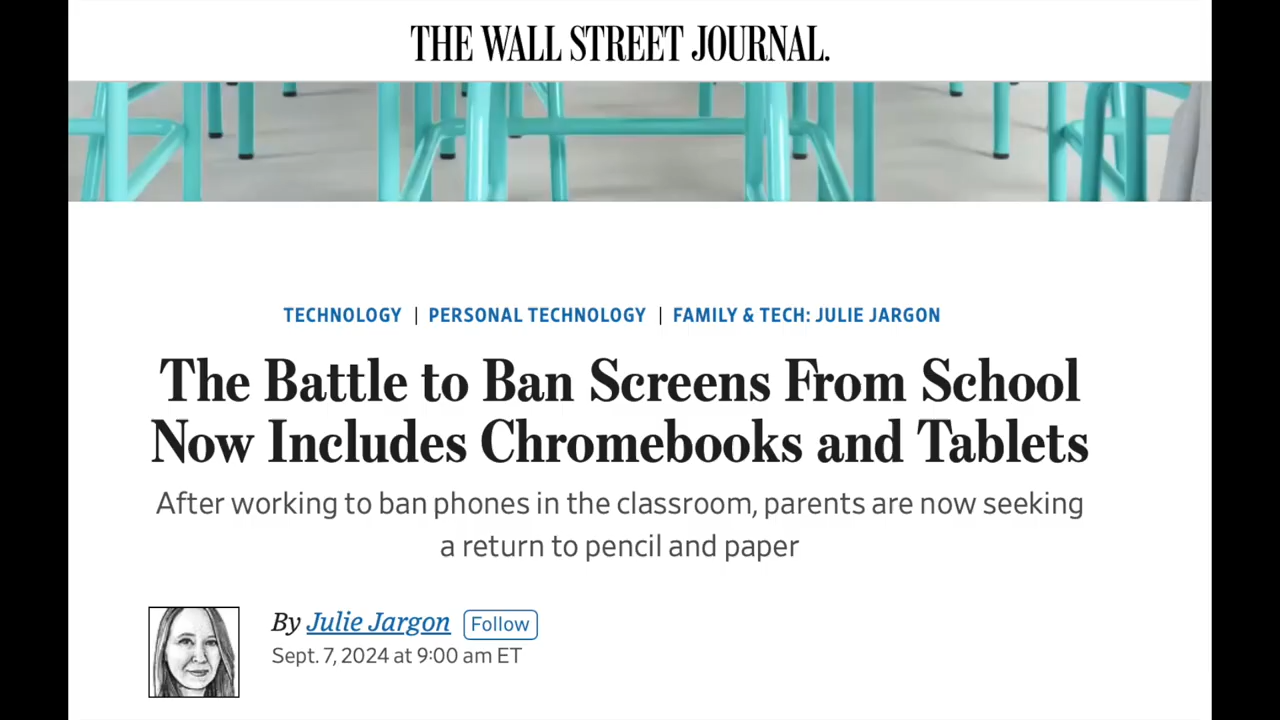 THE WALL STREET JOURNAL.
TECHNOLOGY | PERSONAL TECHNOLOGY | FAMILY & TECH: JULIE JARGON
The Battle to Ban Screens From School
Now Includes Chromebooks and Tablets
After working to ban phones in the classroom, parents are now seeking
a return to pencil and paper
By Julie Jargon Follow
Sept. 7, 2024 at 9:00 am ET